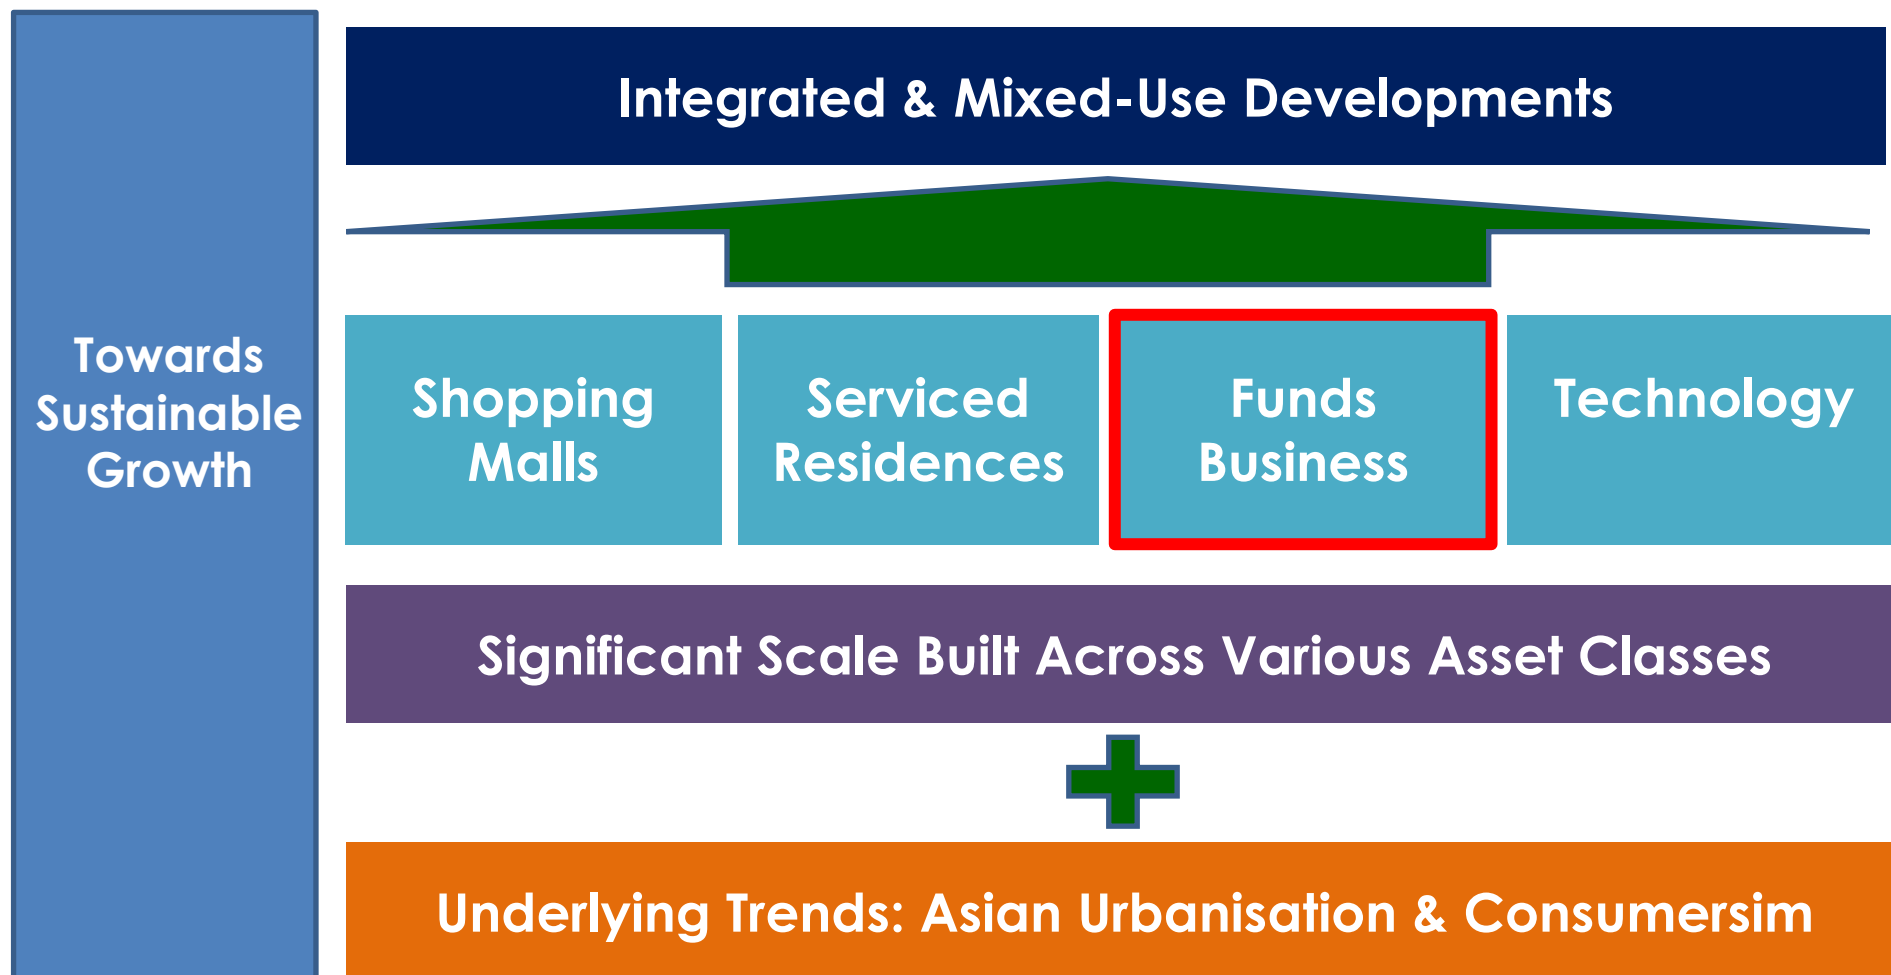 Towards
Sustainable
Growth
Integrated & Mixed-Use Developments
Shopping
Malls
Serviced
Residences
Funds
Business
Technology
Significant Scale Built Across Various Asset Classes
Underlying Trends: Asian Urbanisation & Consumersim